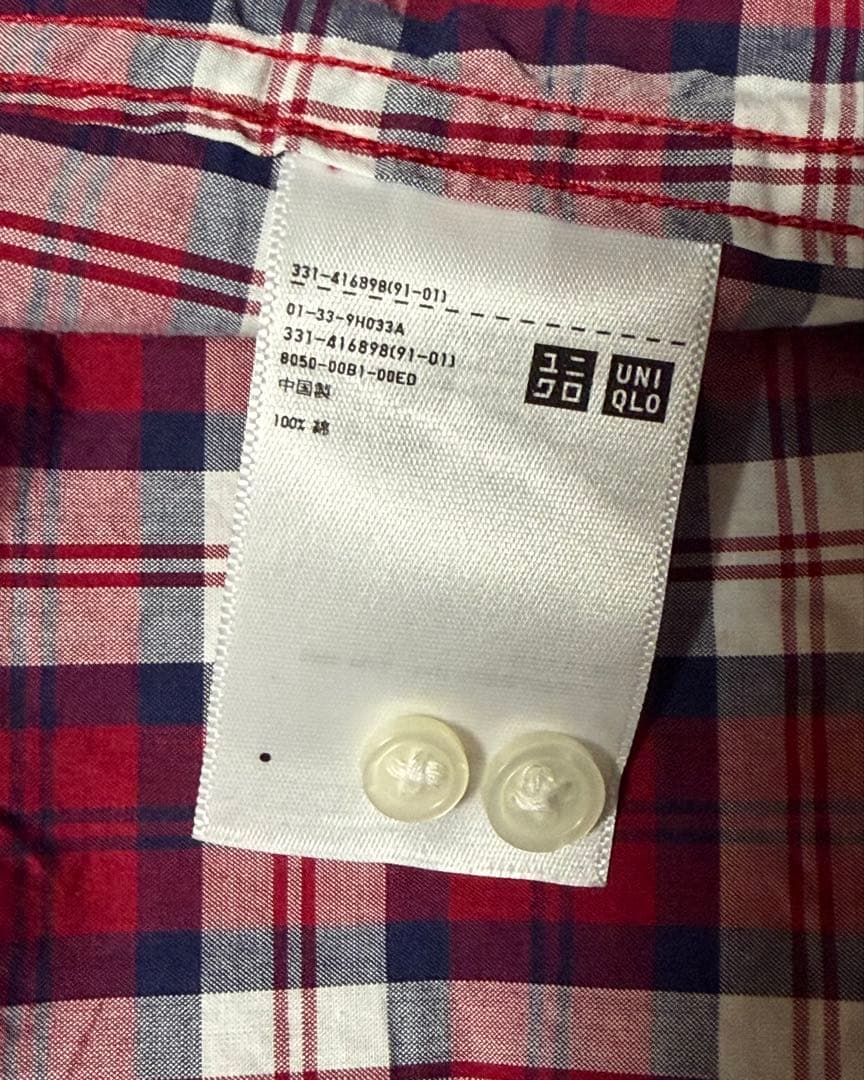 331-416898(91-01)
01-33-9H033A
331-416898(91-01)
8050-00B1-00ED
中国製
100% 綿
ユニ
クロ
UNI
QLO